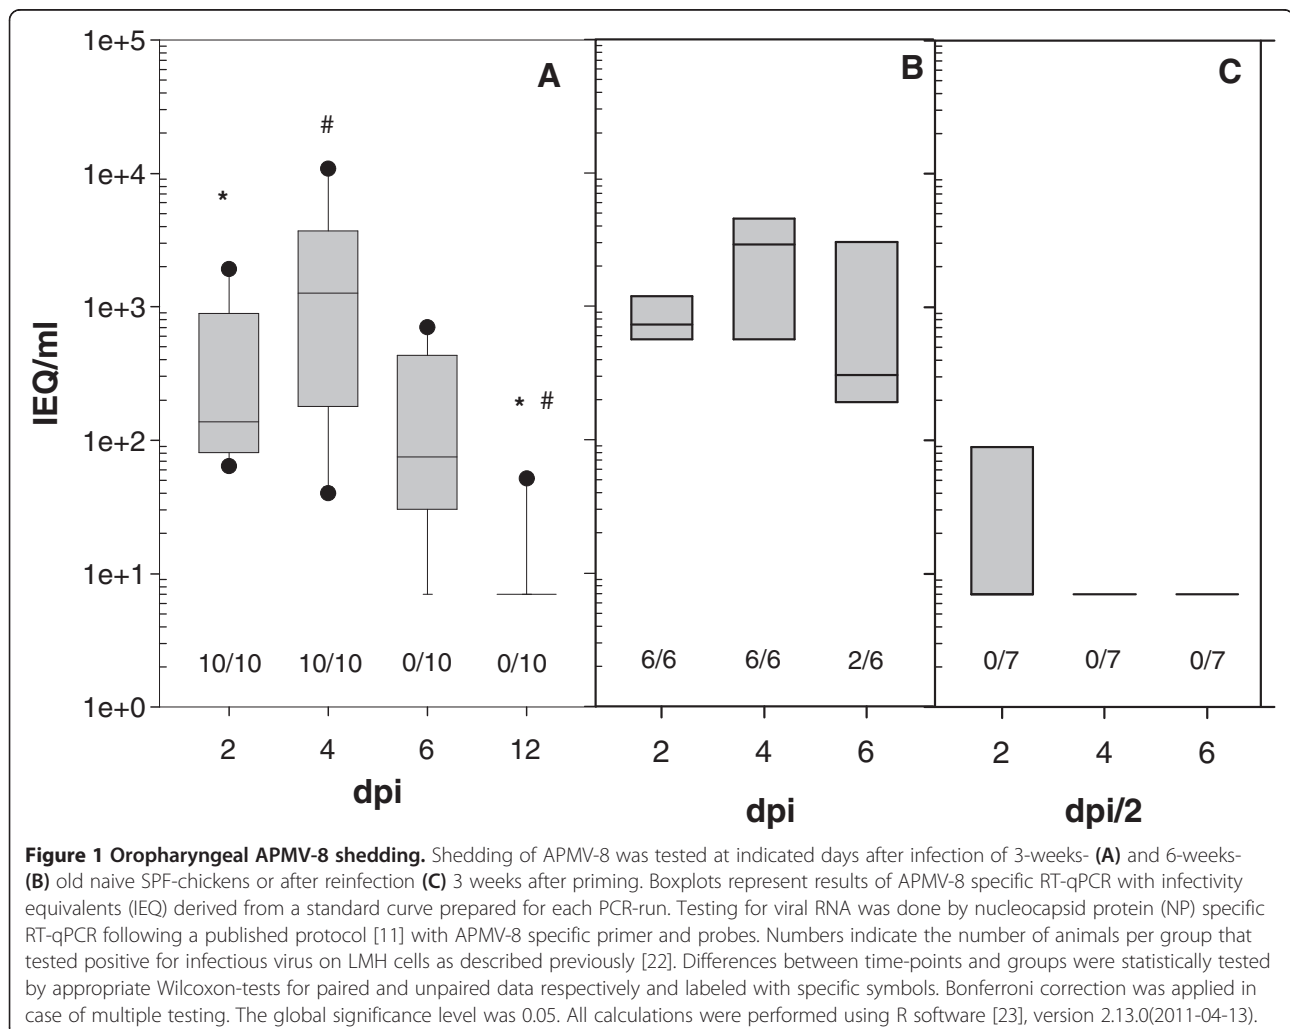 1e+5
1e+4
1e+3
1e+2
1e+1
1e+0
IEQ/ml
A
*
#
* #
10/10 10/10 0/10 0/10
2 4 6 12
dpi
B
6/6 6/6 2/6
2 4 6
dpi
C
0/7 0/7 0/7
2 4 6
dpi/2
Figure 1 Oropharyngeal APMV-8 shedding. Shedding of APMV-8 was tested at indicated days after infection of 3-weeks- (A) and 6-weeks-
(B) old naive SPF-chickens or after reinfection (C) 3 weeks after priming. Boxplots represent results of APMV-8 specific RT-qPCR with infectivity
equivalents (IEQ) derived from a standard curve prepared for each PCR-run. Testing for viral RNA was done by nucleocapsid protein (NP) specific
RT-qPCR following a published protocol [11] with APMV-8 specific primer and probes. Numbers indicate the number of animals per group that
tested positive for infectious virus on LMH cells as described previously [22]. Differences between time-points and groups were statistically tested
by appropriate Wilcoxon-tests for paired and unpaired data respectively and labeled with specific symbols. Bonferroni correction was applied in
case of multiple testing. The global significance level was 0.05. All calculations were performed using R software [23], version 2.13.0(2011-04-13).